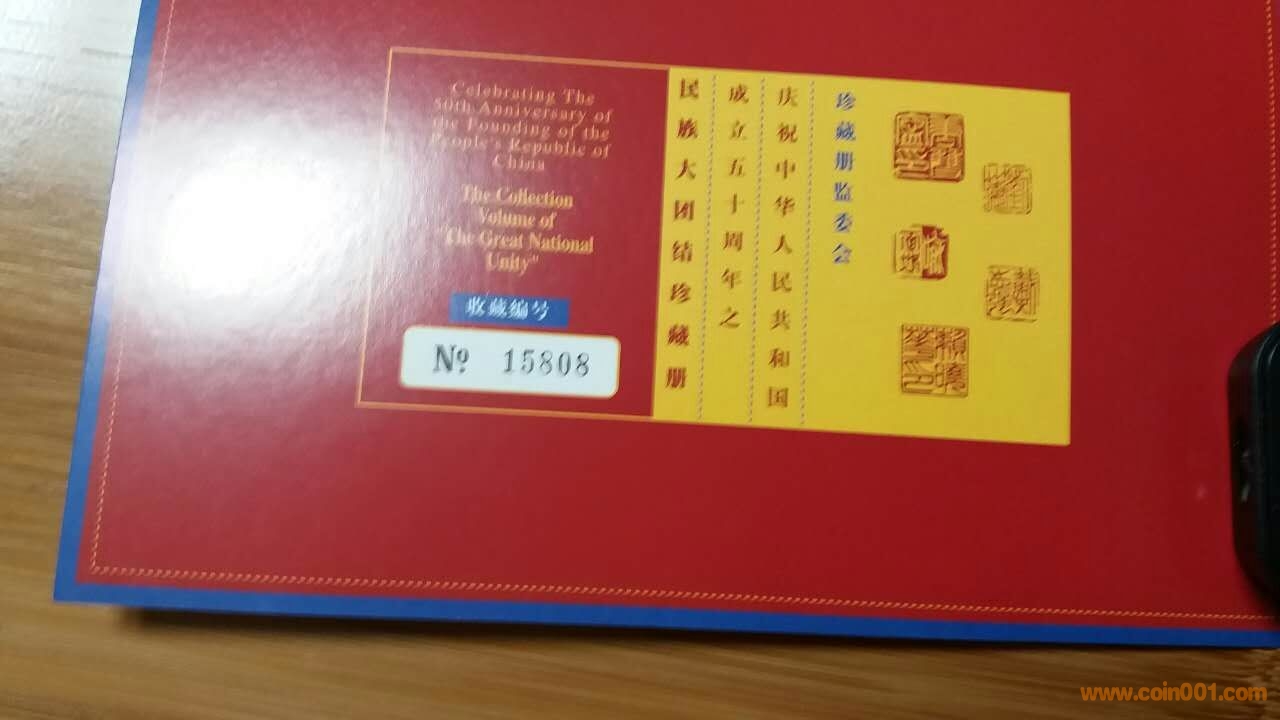 Celebrating The
50th Anniversary of
the Founding of the
People's Republic of
China
The Collection
Volume of
"The Great National
Unity"
收藏编号
№ 15808
珍藏册监委会
庆祝中华人民共和国
成立五十周年之
民族大团结珍藏册
www.coin001.com